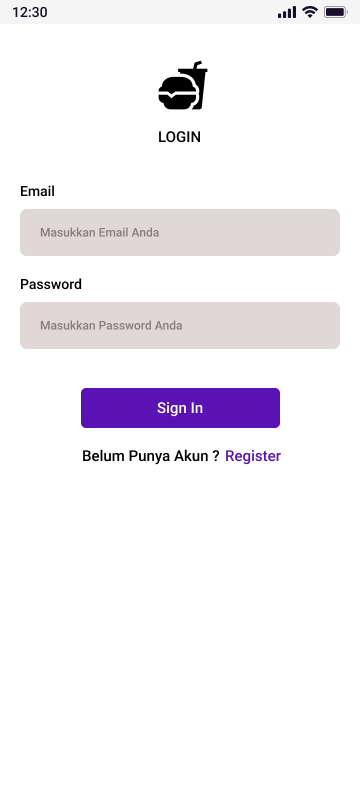 12:30
LOGIN
Email
Masukkan Email Anda
Password
Masukkan Password Anda
Sign In
Belum Punya Akun ? Register